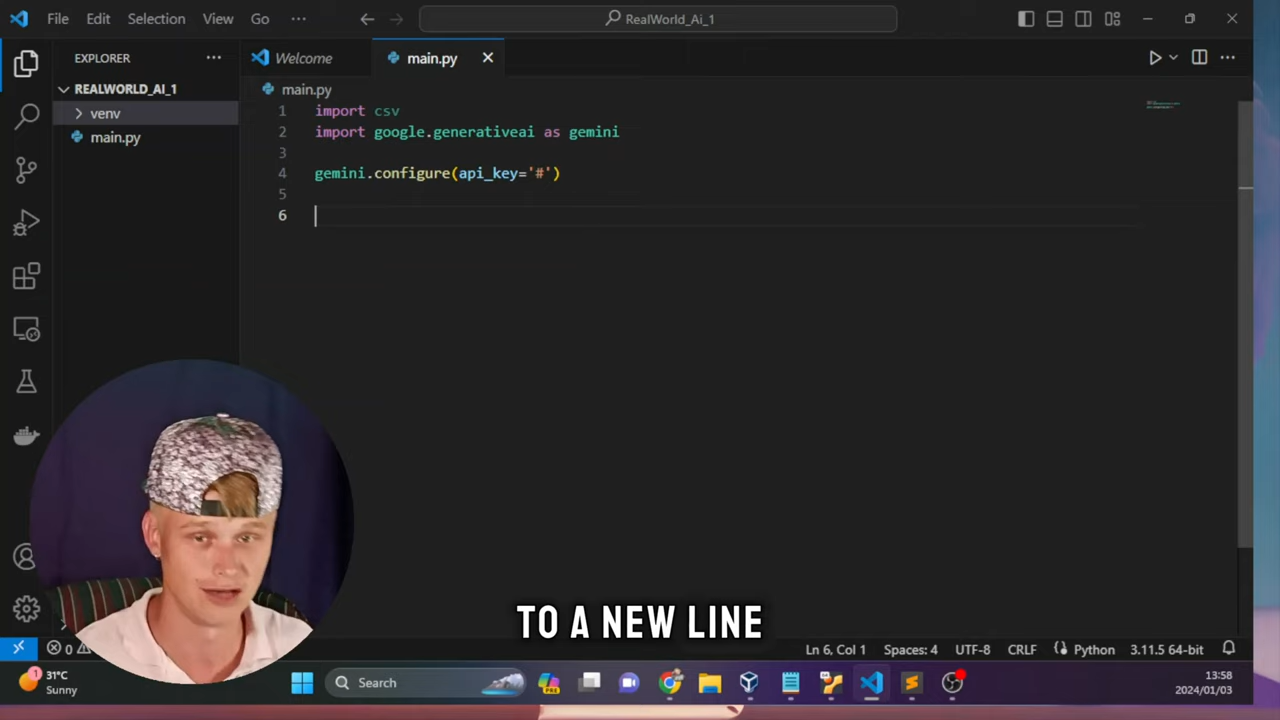 File Edit Selection View Go ···
RealWorld_Ai_1
EXPLORER ···
Welcome
main.py
REALWORLD_AI_1
venv
main.py
main.py
1 import csv
2 import google.generativeai as gemini
3
4 gemini.configure(api_key='#')
5
6
TO A NEW LINE
0
Ln 6, Col 1 Spaces: 4 UTF-8 CRLF Python 3.11.5 64-bit
1
31°C
Sunny
Search
PRE
13:58
2024/01/03